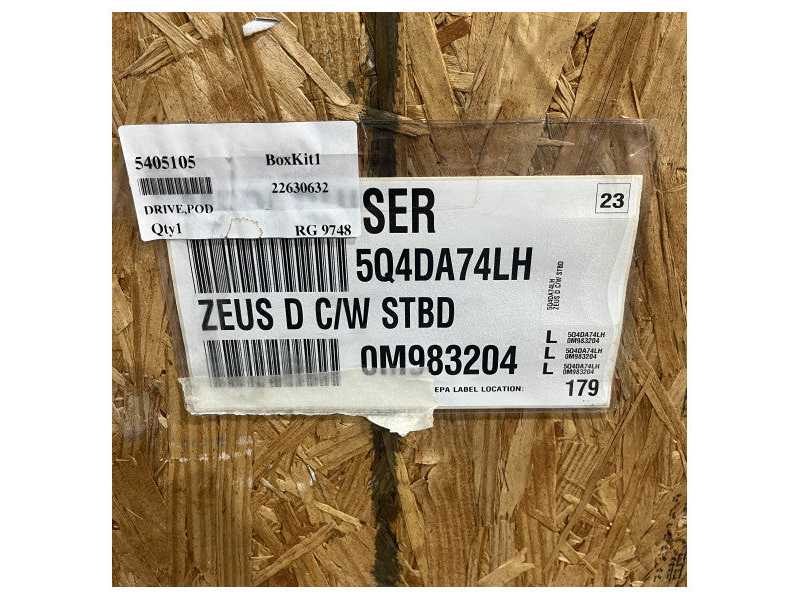 5405105 BoxKit1
22630632
DRIVE,POD
Qty1 RG 9748
SER
23
5Q4DA74LH
ZEUS D C/W STBD
0M983204
5Q4DA74LH
ZEUS D C/W STBD
L 5Q4DA74LH
0M983204
L 5Q4DA74LH
0M983204
L 5Q4DA74LH
0M983204
EPA LABEL LOCATION: 179